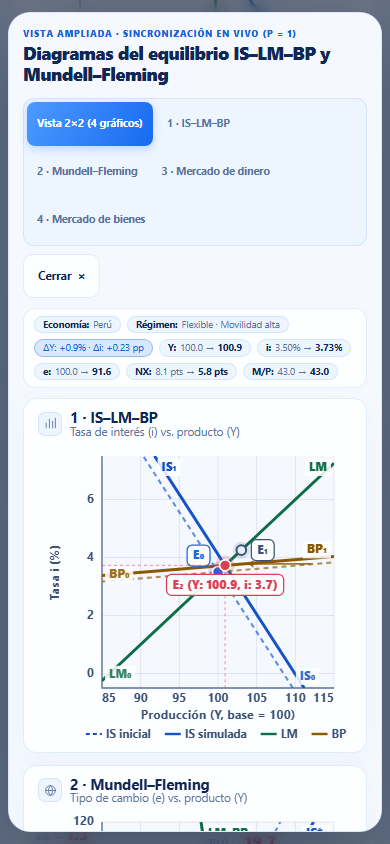 VISTA AMPLIADA · SINCRONIZACIÓN EN VIVO (P = 1)
Diagramas del equilibrio IS–LM–BP y
Mundell–Fleming
Vista 2×2 (4 gráficos)
1 · IS–LM–BP
2 · Mundell–Fleming
3 · Mercado de dinero
4 · Mercado de bienes
Cerrar ×
Economía: Perú
Régimen: Flexible · Movilidad alta
ΔY: +0.9% · Δi: +0.23 pp
Y: 100.0 → 100.9
i: 3.50% → 3.73%
e: 100.0 → 91.6
NX: 8.1 pts → 5.8 pts
M/P: 43.0 → 43.0
1 · IS–LM–BP
Tasa de interés (i) vs. producto (Y)
IS₁
LM
6
4
2
0
E₀
E₁
BP₁
BP₀
E₂ (Y: 100.9, i: 3.7)
LM₀
IS₀
Tasa i (%)
85 90 95 100 105 110 115
Producción (Y, base = 100)
IS inicial
IS simulada
LM
BP
2 · Mundell–Fleming
Tipo de cambio (e) vs. producto (Y)
120